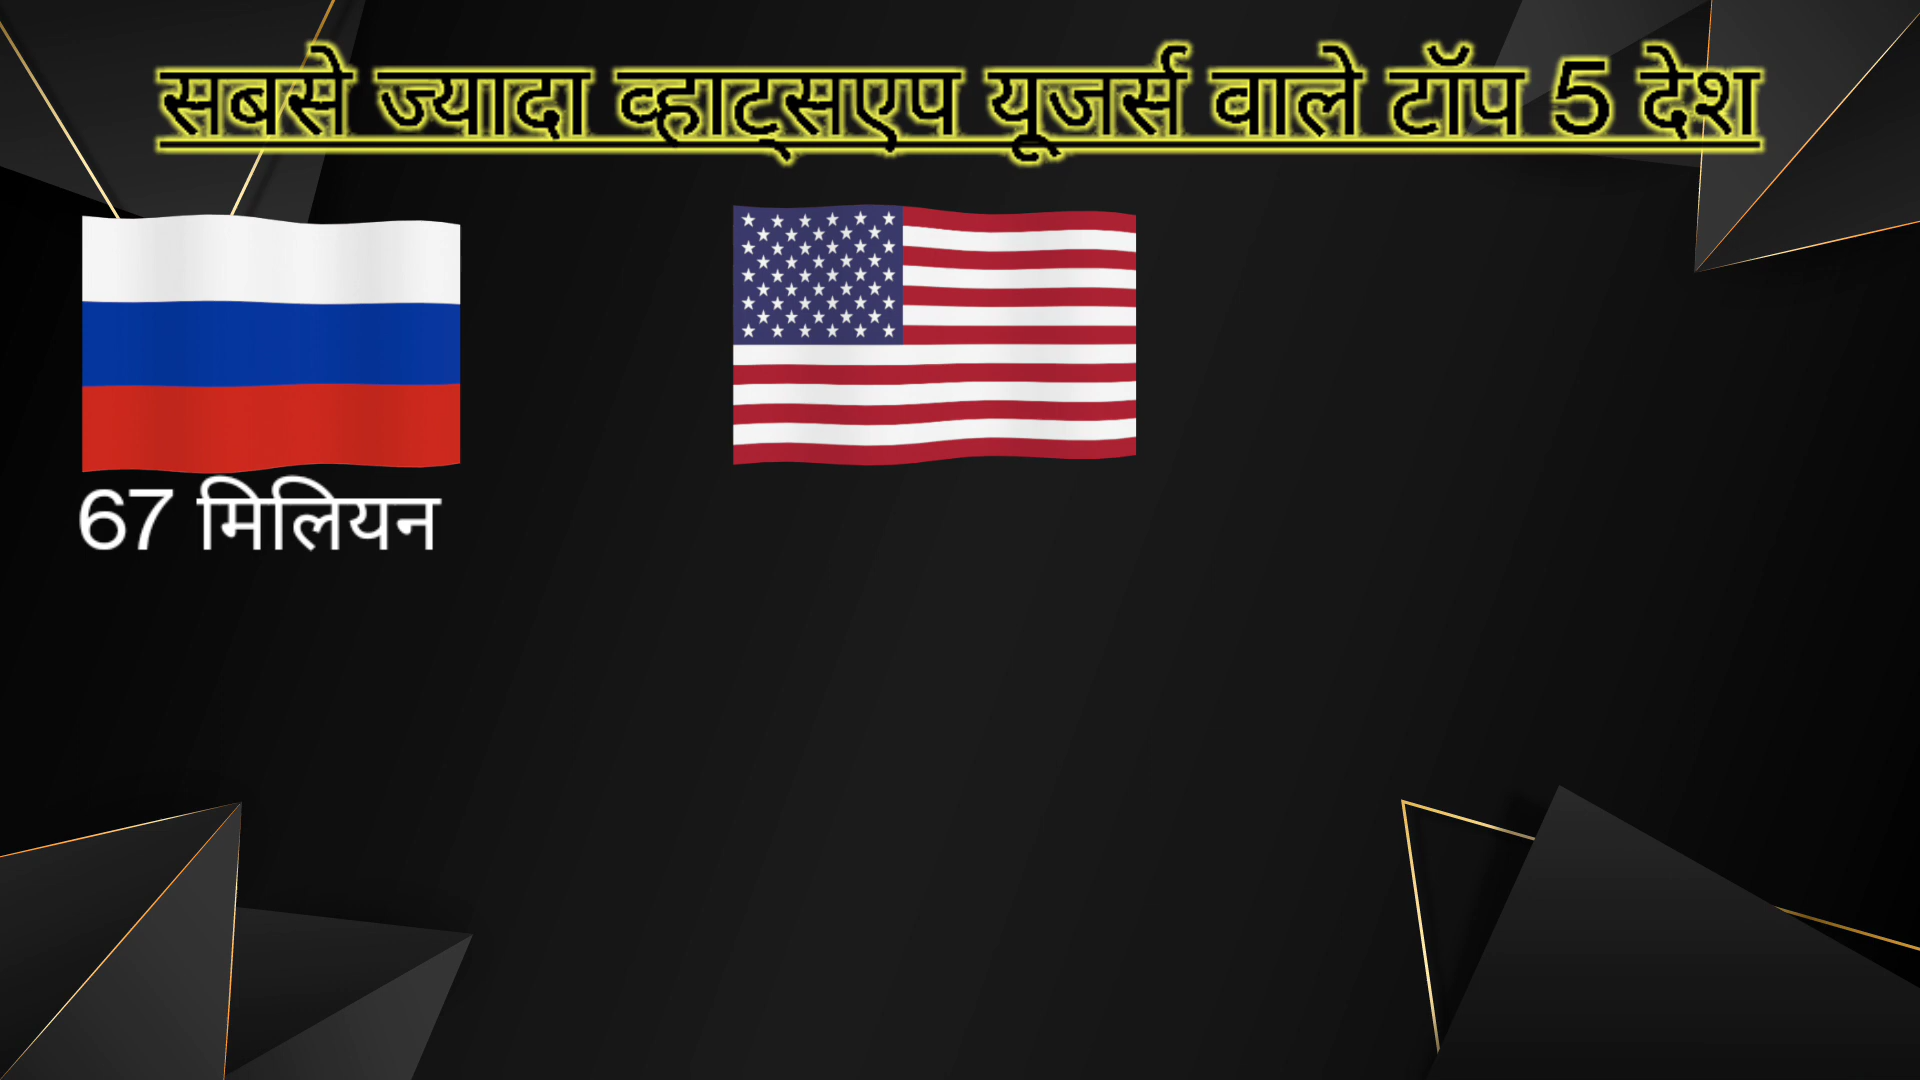 सबसे ज्यादा व्हाट्सएप यूजर्स वाले टॉप 5 देश
67 मिलियन